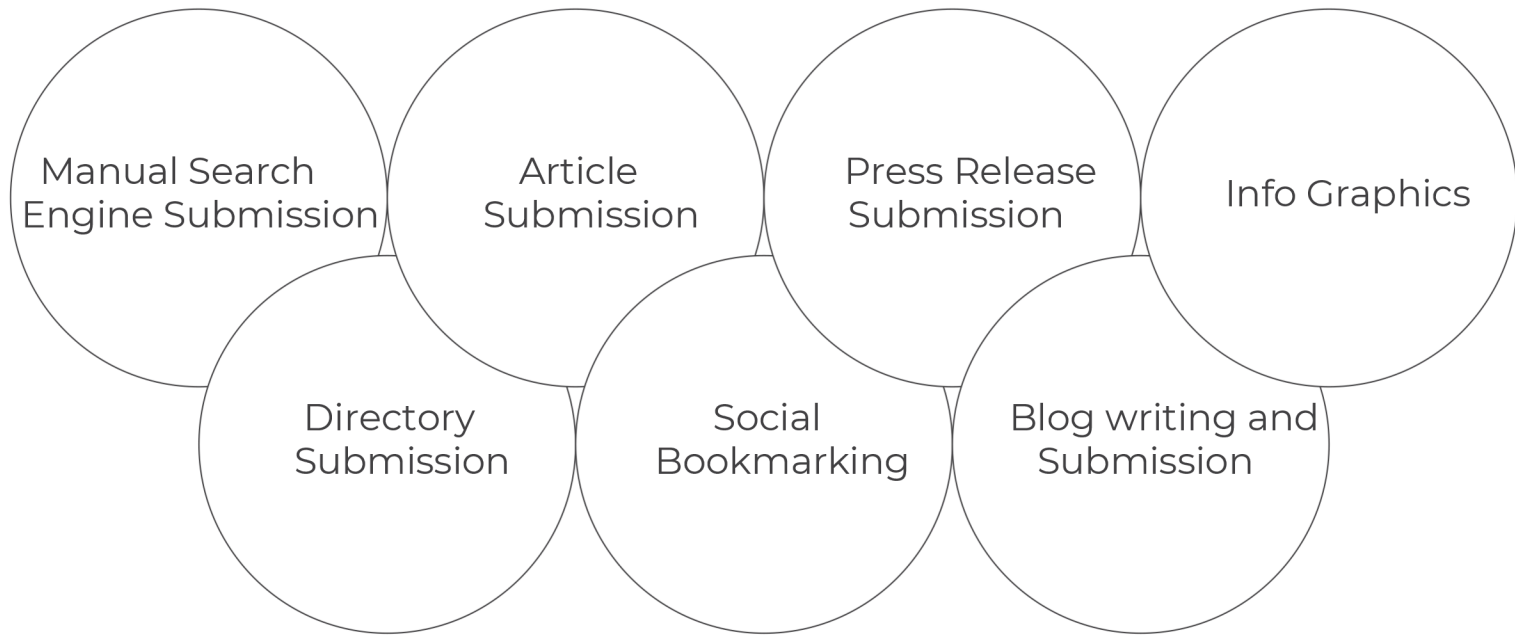 Manual Search
Engine Submission
Article
Submission
Press Release
Submission
Info Graphics
Directory
Submission
Social
Bookmarking
Blog writing and
Submission